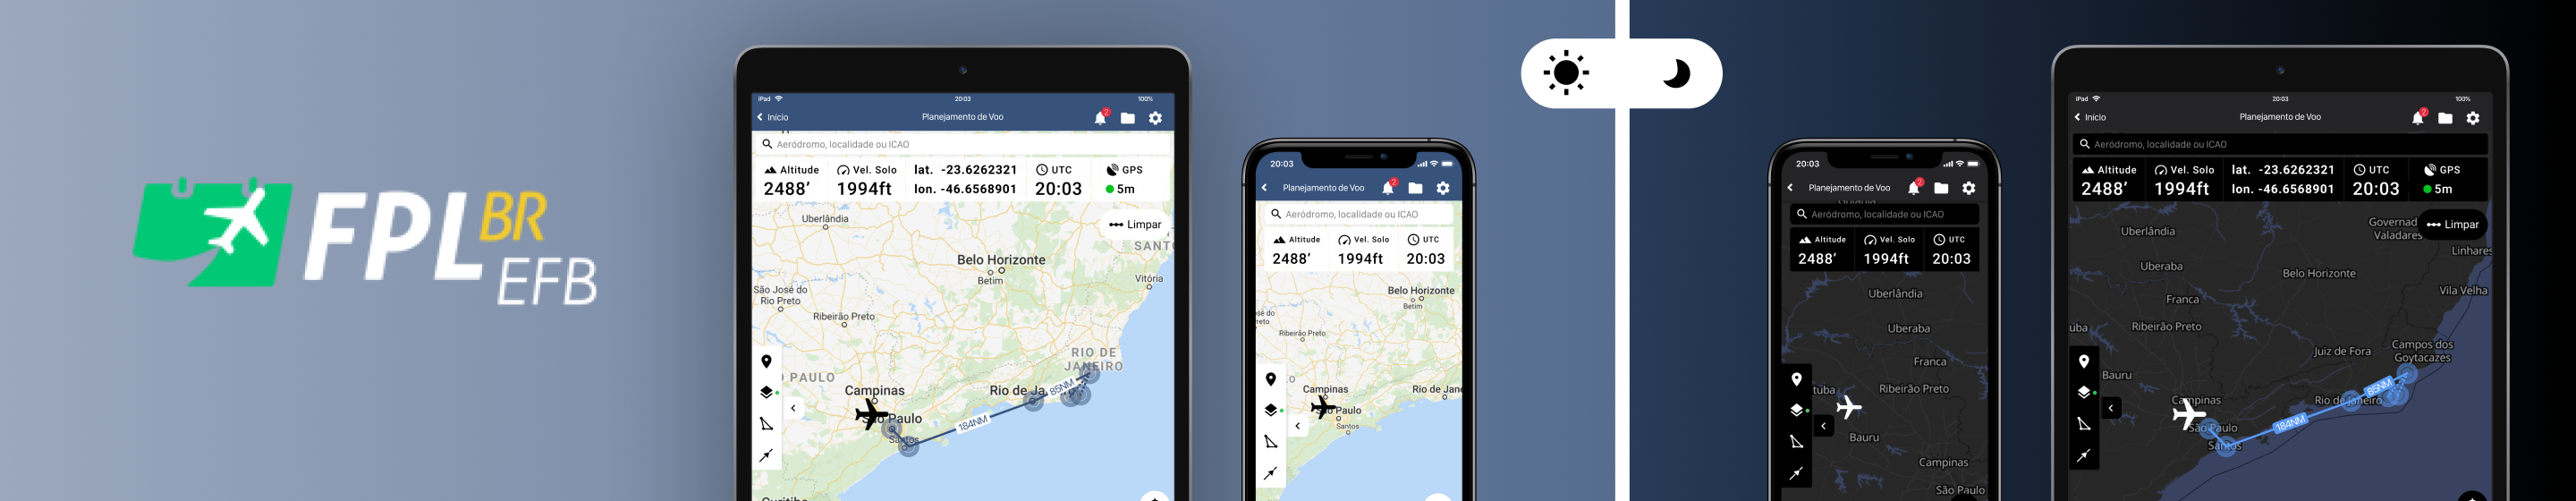 FPL BR
EFB
iPad 20:03 100%
Início Planejamento de Voo 2
Aeródromo, localidade ou ICAO
Altitude Vel. Solo lat. -23.6262321 UTC GPS
2488’ 1994ft lon. -46.6568901 20:03 5m
Uberlândia
Limpar
SANTO
Belo Horizonte
Betim
Vitória
São José do
Rio Preto
Ribeirão Preto
RIO DE
JANEIRO
PAULO
Campinas
Rio de Ja
85NM
São Paulo
184NM
Santos
Curitiba
20:03
Planejamento de Voo 2
Aeródromo, localidade ou ICAO
Altitude Vel. Solo UTC
2488’ 1994ft 20:03
Belo Horizonte
Betim
sé do
reto
Ribeirão Preto
Campinas
Rio de Jane
São Paulo
Santos
20:03
Planejamento de Voo 2
Aeródromo, localidade ou ICAO
Altitude Vel. Solo UTC
2488’ 1994ft 20:03
Uberlândia
Uberaba
Franca
tuba
Ribeirão Preto
Bauru
Campinas
São Paulo
iPad 20:03 100%
Início Planejamento de Voo 2
Aeródromo, localidade ou ICAO
Altitude Vel. Solo lat. -23.6262321 UTC GPS
2488’ 1994ft lon. -46.6568901 20:03 5m
Governad
Valadares
Limpar
Uberlândia
Linhares
Uberaba
Belo Horizonte
Vila Velha
Franca
uba
Ribeirão Preto
Juiz de Fora
Campos dos
Goytacazes
Bauru
85NM
Campinas
Rio de Janeiro
184NM
São Paulo
Santos